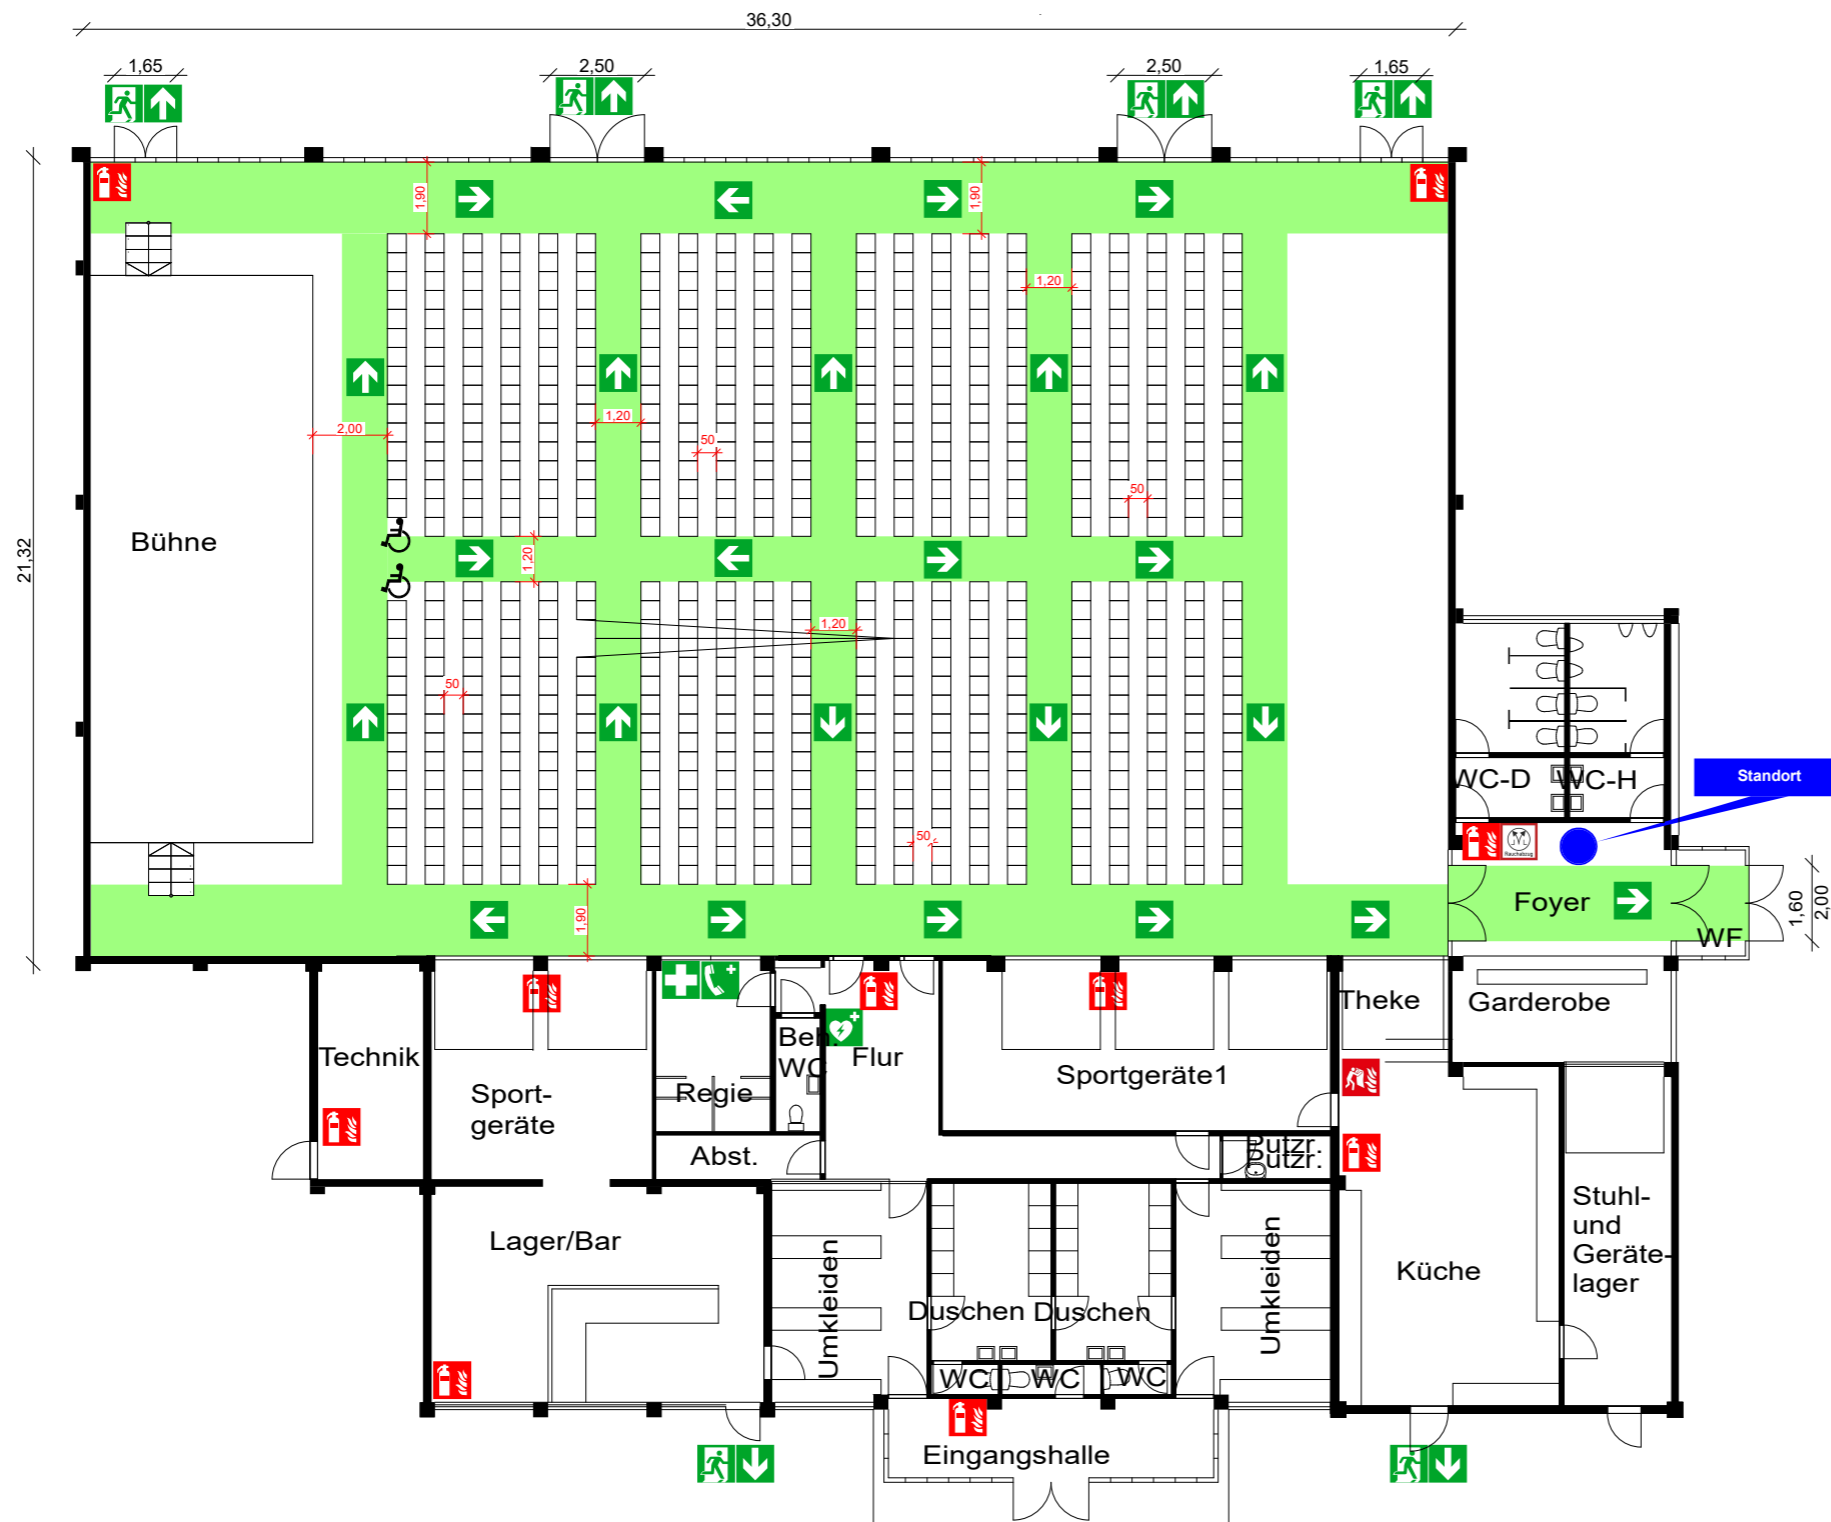 36,30
1,65
2,50
2,50
1,65
1,90
1,90
1,20
1,20
2,00
50
50
21,32
Bühne
1,20
1,20
50
50
1,90
WC-D
WC-H
Standort
Rauchabzug
Foyer
WF
1,60
2,00
Theke
Garderobe
Technik
Sport-
geräte
Regie
Beh.
WC
Flur
Sportgeräte1
Abst.
Putzr.
Putzr.
Lager/Bar
Umkleiden
Duschen
Duschen
Umkleiden
Küche
Stuhl-
und
Geräte-
lager
WC
WC
WC
Eingangshalle